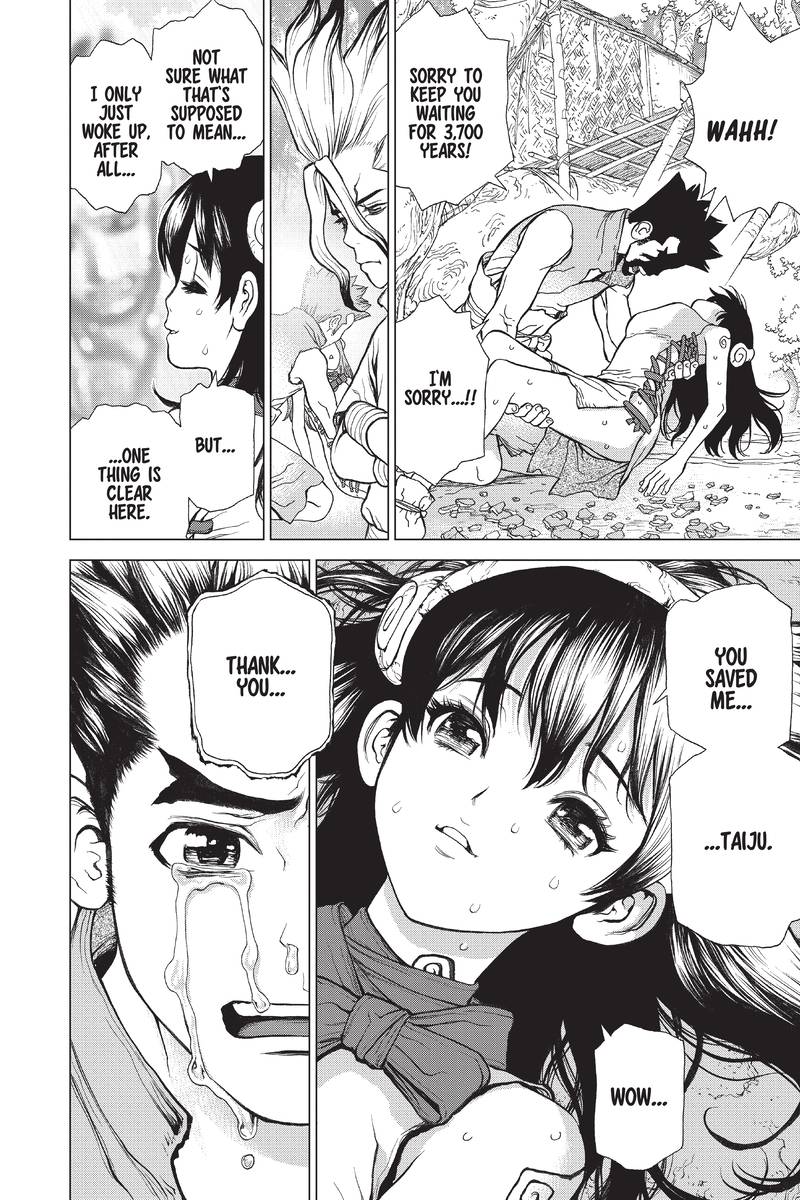 WAHH!
SORRY TO
KEEP YOU
WAITING
FOR 3,700
YEARS!
I'M
SORRY...!!
NOT
SURE WHAT
THAT'S
SUPPOSED
TO MEAN...
I ONLY
JUST
WOKE UP,
AFTER
ALL...
BUT...
...ONE
THING IS
CLEAR
HERE.
YOU
SAVED
ME...
...TAIJU.
WOW...
THANK...
YOU...